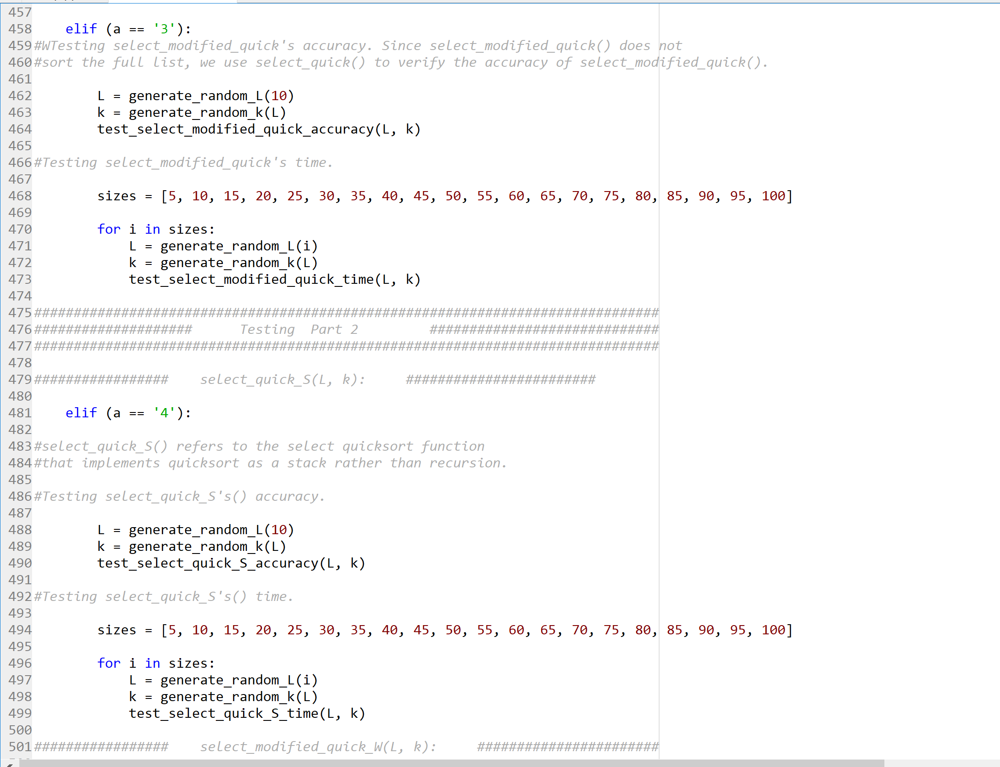 457
458 elif (a == '3'):
459 #WTesting select_modified_quick's accuracy. Since select_modified_quick() does not
460 #sort the full list, we use select_quick() to verify the accuracy of select_modified_quick().
461
462 L = generate_random_L(10)
463 k = generate_random_k(L)
464 test_select_modified_quick_accuracy(L, k)
465
466 #Testing select_modified_quick's time.
467
468 sizes = [5, 10, 15, 20, 25, 30, 35, 40, 45, 50, 55, 60, 65, 70, 75, 80, 85, 90, 95, 100]
469
470 for i in sizes:
471 L = generate_random_L(i)
472 k = generate_random_k(L)
473 test_select_modified_quick_time(L, k)
474
475 ###############################################################################
476 #################### Testing  Part 2 #############################
477 ###############################################################################
478
479 ################# select_quick_S(L, k): ########################
480
481 elif (a == '4'):
482
483 #select_quick_S() refers to the select quicksort function
484 #that implements quicksort as a stack rather than recursion.
485
486 #Testing select_quick_S's() accuracy.
487
488 L = generate_random_L(10)
489 k = generate_random_k(L)
490 test_select_quick_S_accuracy(L, k)
491
492 #Testing select_quick_S's() time.
493
494 sizes = [5, 10, 15, 20, 25, 30, 35, 40, 45, 50, 55, 60, 65, 70, 75, 80, 85, 90, 95, 100]
495
496 for i in sizes:
497 L = generate_random_L(i)
498 k = generate_random_k(L)
499 test_select_quick_S_time(L, k)
500
501 ################# select_modified_quick_W(L, k): #######################